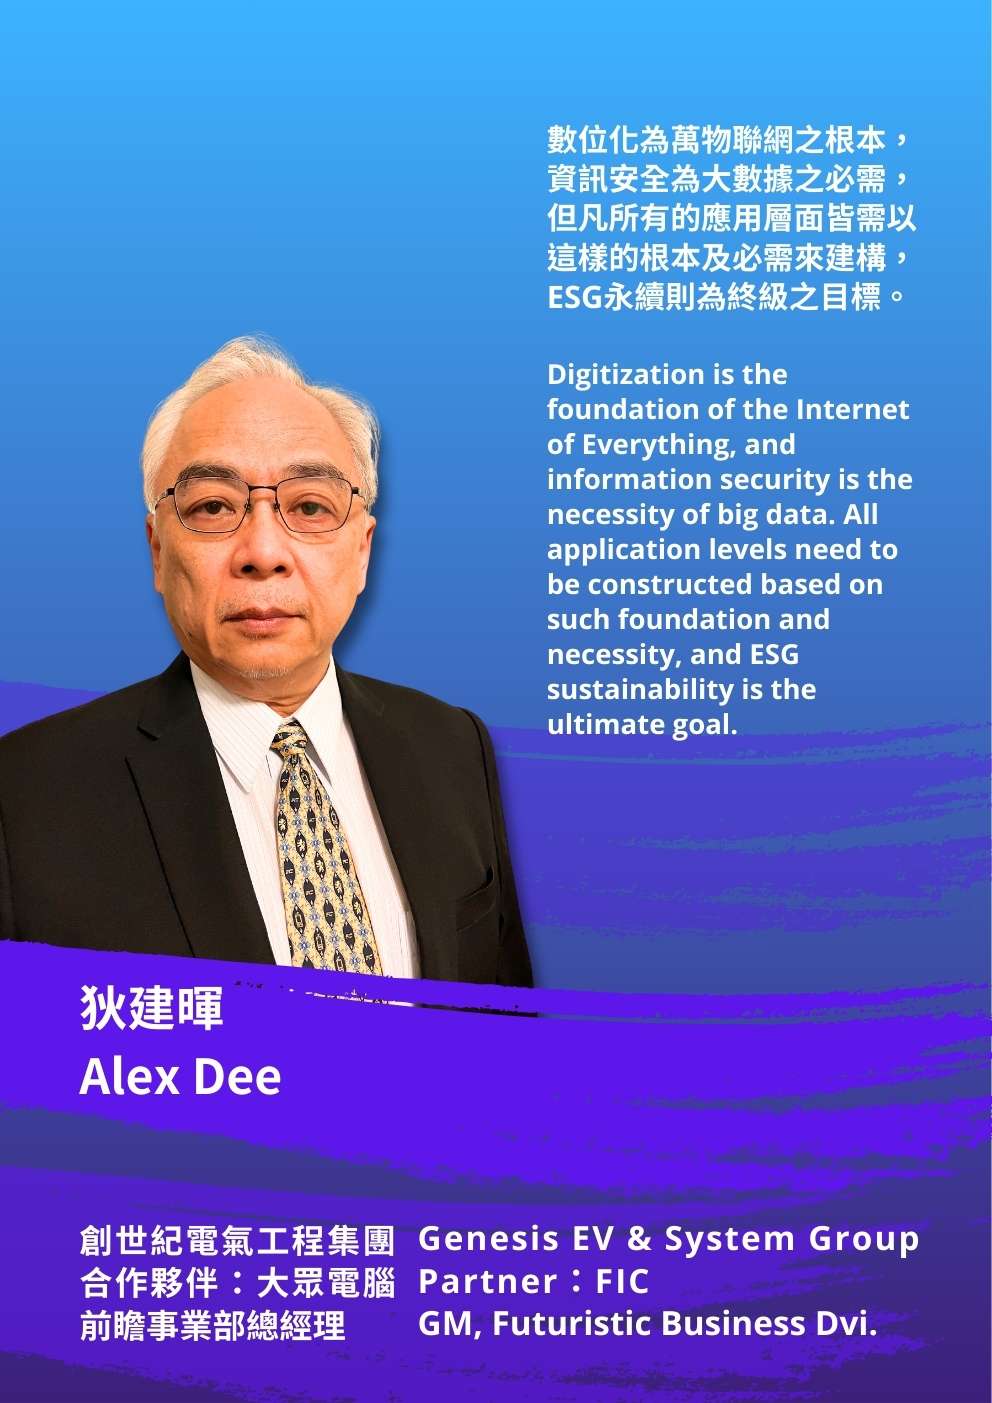 數位化為萬物聯網之根本，
資訊安全為大數據之必需，
但凡所有的應用層面皆需以
這樣的根本及必需來建構，
ESG永續則為終級之目標。
Digitization is the
foundation of the Internet
of Everything, and
information security is the
necessity of big data. All
application levels need to
be constructed based on
such foundation and
necessity, and ESG
sustainability is the
ultimate goal.
狄建暉
Alex Dee
創世紀電氣工程集團
合作夥伴：大眾電腦
前瞻事業部總經理
Genesis EV & System Group
Partner：FIC
GM, Futuristic Business Dvi.